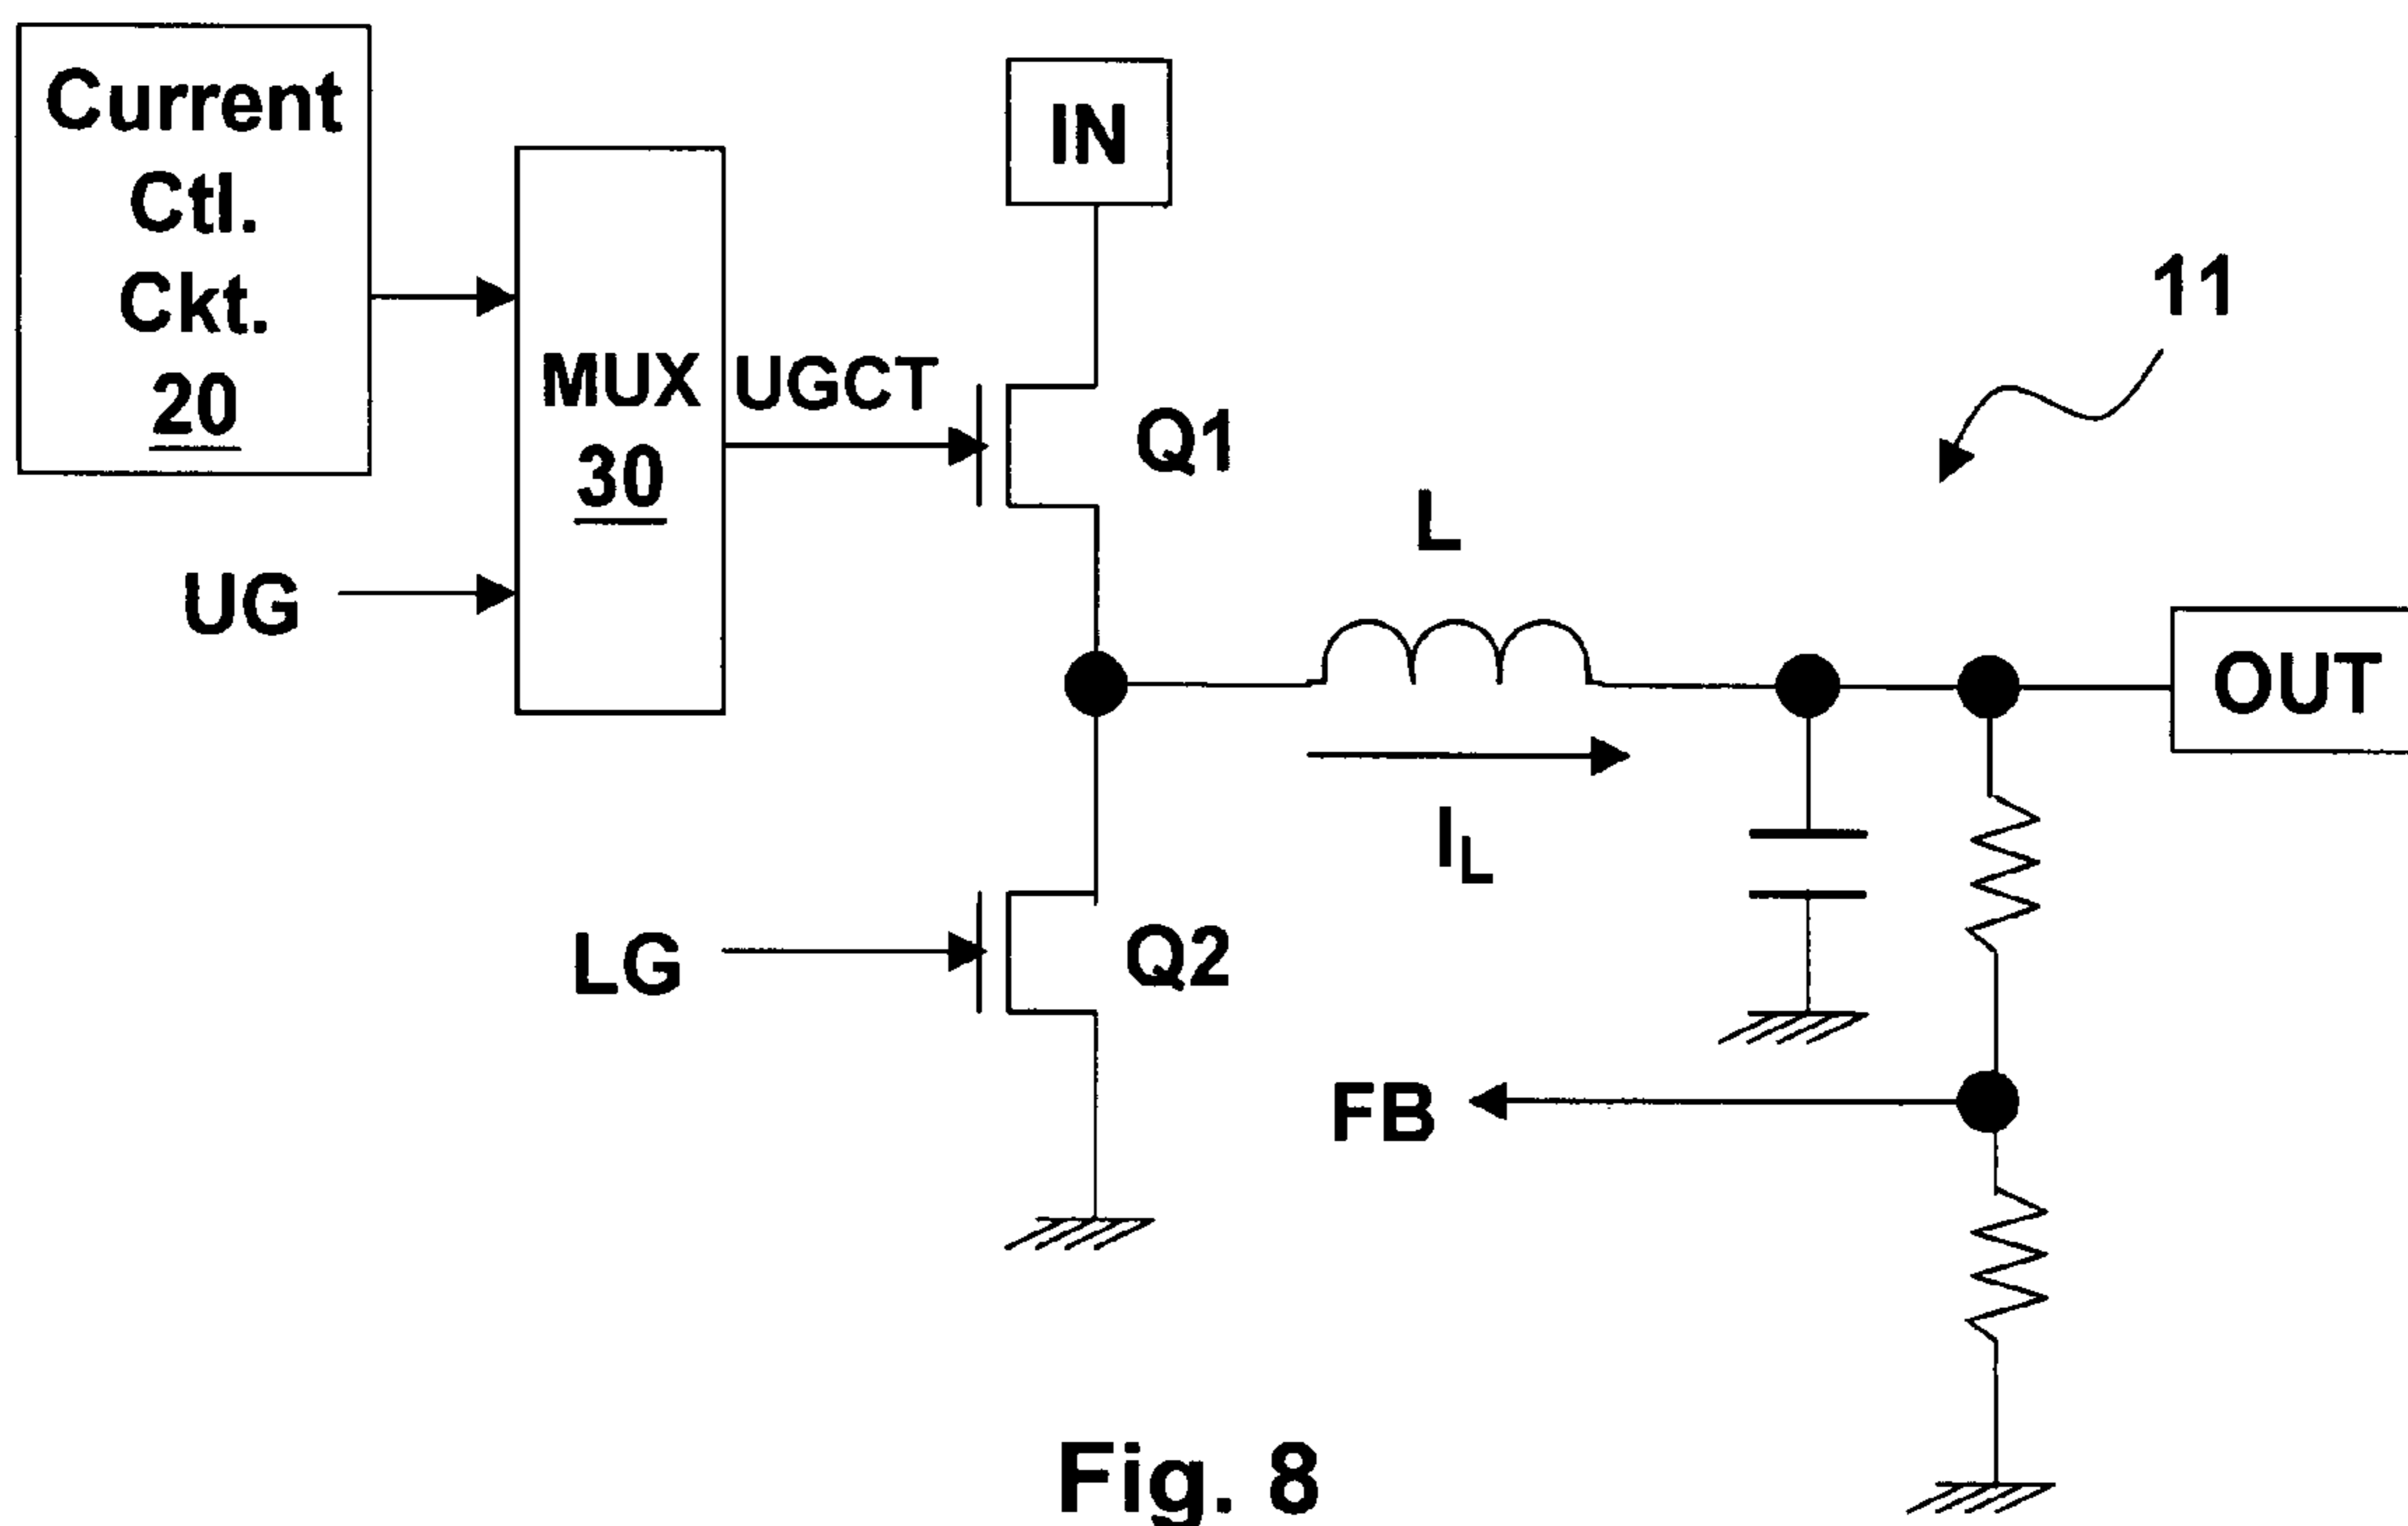 Current
Ctl.
Ckt.
20
IN
11
MUX
30
UGCT
Q1
L
UG
OUT
IL
LG
Q2
FB
Fig. 8